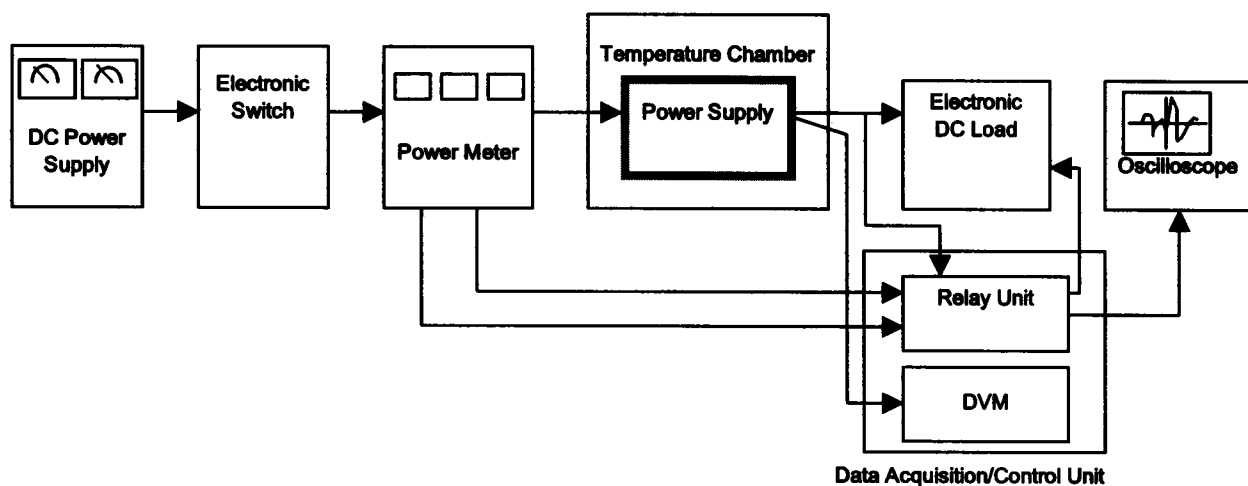 DC Power
Supply
Electronic
Switch
Power Meter
Temperature Chamber
Power Supply
Electronic
DC Load
Oscilloscope
Relay Unit
DVM
Data Acquisition/Control Unit